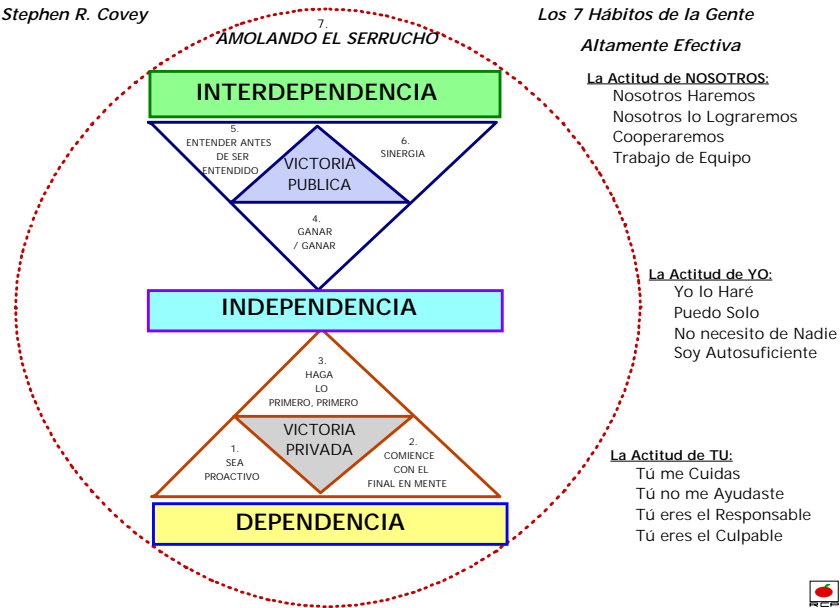 Stephen R. Covey
Los 7 Hábitos de la Gente
Altamente Efectiva
7.
AMOLANDO EL SERRUCHO
INTERDEPENDENCIA
5.
ENTENDER ANTES
DE SER
ENTENDIDO
VICTORIA
PUBLICA
6.
SINERGIA
4.
GANAR
/ GANAR
La Actitud de NOSOTROS:
Nosotros Haremos
Nosotros lo Lograremos
Cooperaremos
Trabajo de Equipo
INDEPENDENCIA
La Actitud de YO:
Yo lo Haré
Puedo Solo
No necesito de Nadie
Soy Autosuficiente
3.
HAGA
LO
PRIMERO, PRIMERO
VICTORIA
PRIVADA
1.
SEA
PROACTIVO
2.
COMIENCE
CON EL
FINAL EN MENTE
DEPENDENCIA
La Actitud de TU:
Tú me Cuidas
Tú no me Ayudaste
Tú eres el Responsable
Tú eres el Culpable